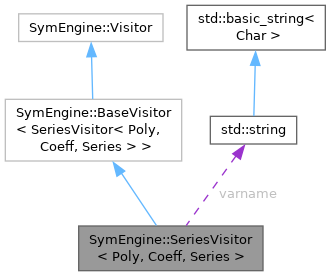 SymEngine::Visitor
std::basic_string<
Char >
SymEngine::BaseVisitor
< SeriesVisitor< Poly,
Coeff, Series > >
std::string
varname
SymEngine::SeriesVisitor
< Poly, Coeff, Series >